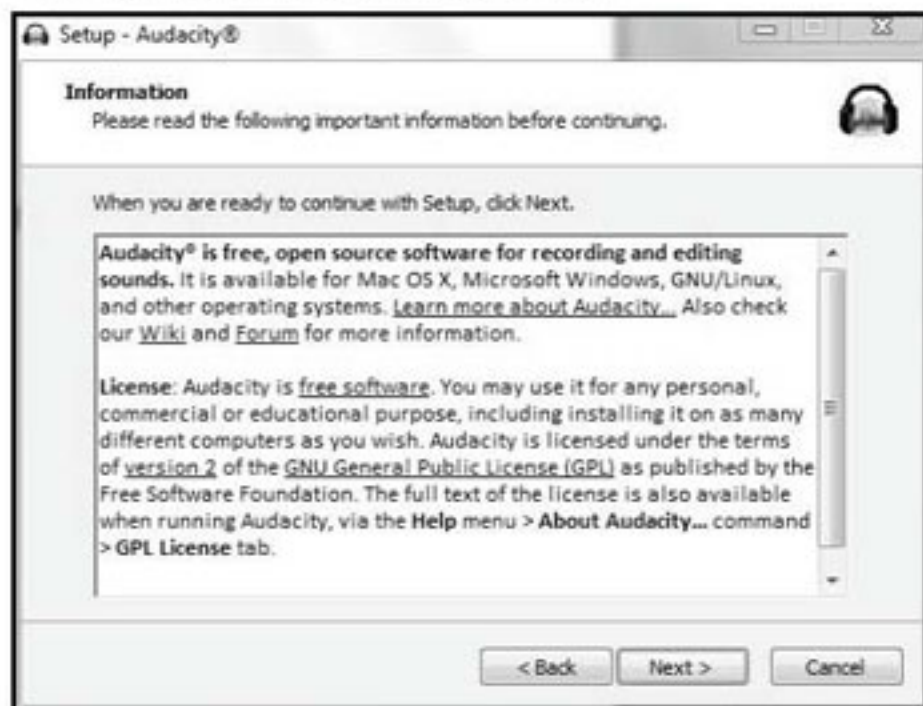 Setup - Audacity®
Information
Please read the following important information before continuing.
When you are ready to continue with Setup, click Next.
Audacity® is free, open source software for recording and editing
sounds. It is available for Mac OS X, Microsoft Windows, GNU/Linux,
and other operating systems. Learn more about Audacity... Also check
our Wiki and Forum for more information.
License: Audacity is free software. You may use it for any personal,
commercial or educational purpose, including installing it on as many
different computers as you wish. Audacity is licensed under the terms
of version 2 of the GNU General Public License (GPL) as published by the
Free Software Foundation. The full text of the license is also available
when running Audacity, via the Help menu > About Audacity... command
> GPL License tab.
< Back Next > Cancel